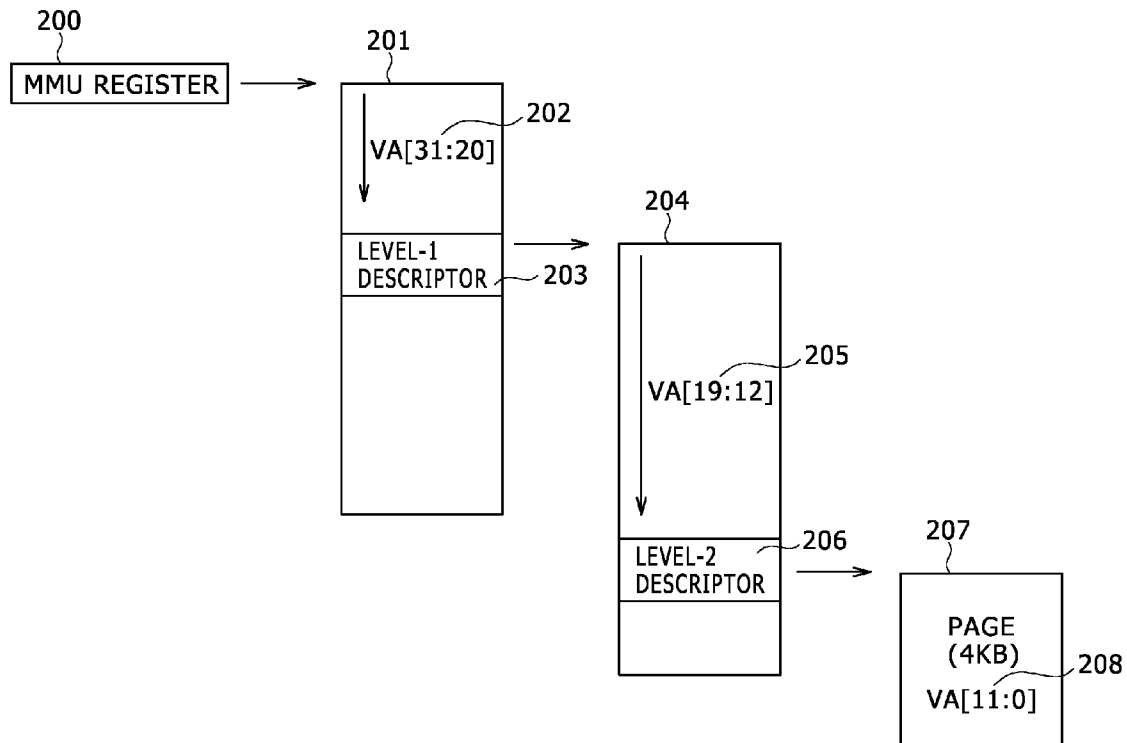 200
MMU REGISTER
201
VA[31:20]
202
LEVEL-1
DESCRIPTOR
203
204
VA[19:12]
205
LEVEL-2
DESCRIPTOR
206
207
PAGE
(4KB)
VA[11:0]
208